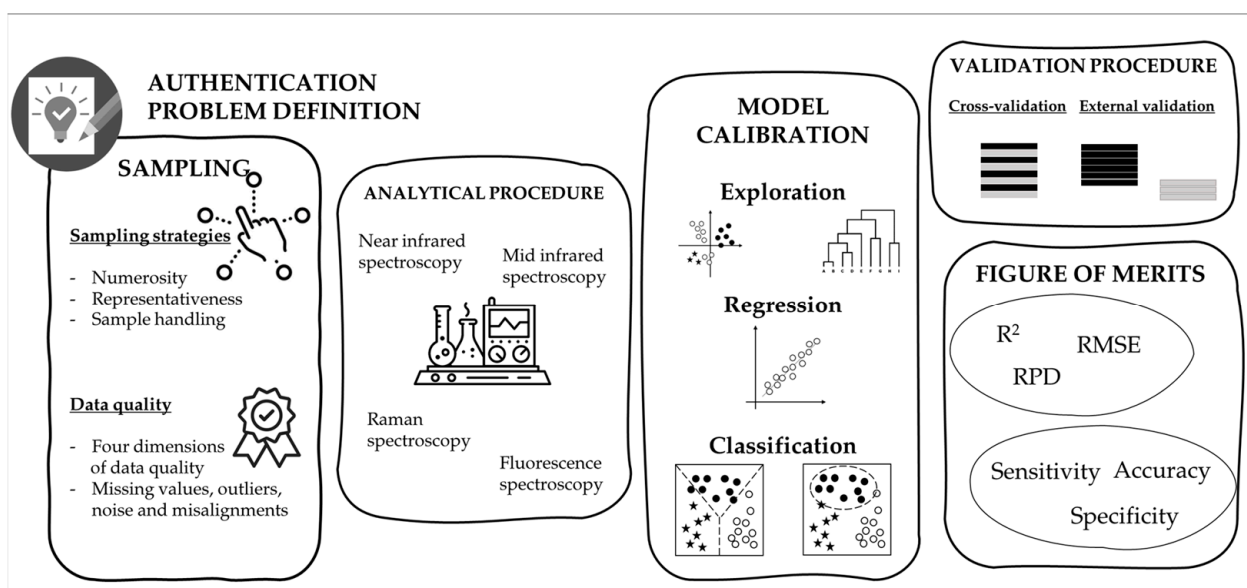 AUTHENTICATION
PROBLEM DEFINITION
SAMPLING
Sampling strategies
- Numerosity
- Representativeness
- Sample handling
Data quality
- Four dimensions
of data quality
- Missing values, outliers,
noise and misalignments
ANALYTICAL PROCEDURE
Near infrared
spectroscopy
Mid infrared
spectroscopy
Raman
spectroscopy
Fluorescence
spectroscopy
MODEL
CALIBRATION
Exploration
A B C D E F G H I
Regression
Classification
VALIDATION PROCEDURE
Cross-validation External validation
FIGURE OF MERITS
R²
RMSE
RPD
Sensitivity Accuracy
Specificity